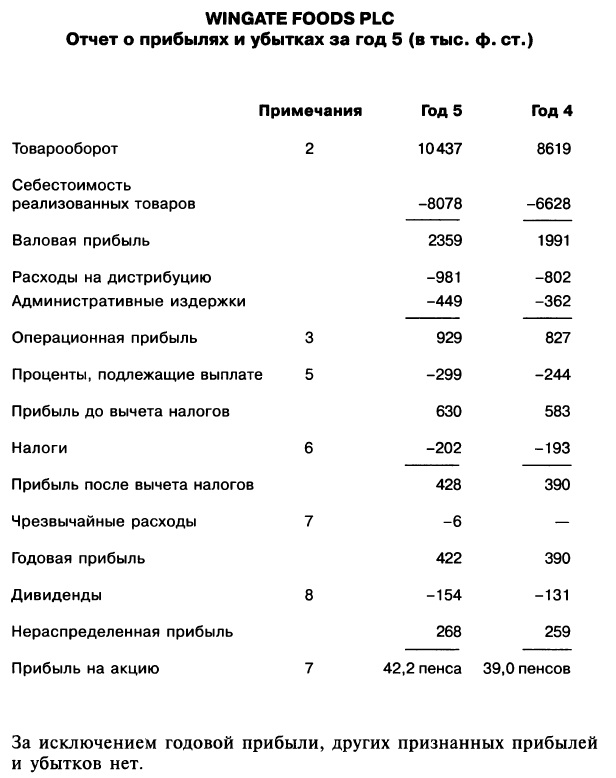 WINGATE FOODS PLC
Отчет о прибылях и убытках за год 5 (в тыс. ф. ст.)
Примечания Год 5 Год 4
Товарооборот 2 10 437 8619
Себестоимость
реализованных товаров –8078 –6628
Валовая прибыль 2359 1991
Расходы на дистрибуцию –981 –802
Административные издержки –449 –362
Операционная прибыль 3 929 827
Проценты, подлежащие выплате 5 –299 –244
Прибыль до вычета налогов 630 583
Налоги 6 –202 –193
Прибыль после вычета налогов 428 390
Чрезвычайные расходы 7 –6 —
Годовая прибыль 422 390
Дивиденды 8 –154 –131
Нераспределенная прибыль 268 259
Прибыль на акцию 7 42,2 пенса 39,0 пенсов
За исключением годовой прибыли, других признанных прибылей
и убытков нет.